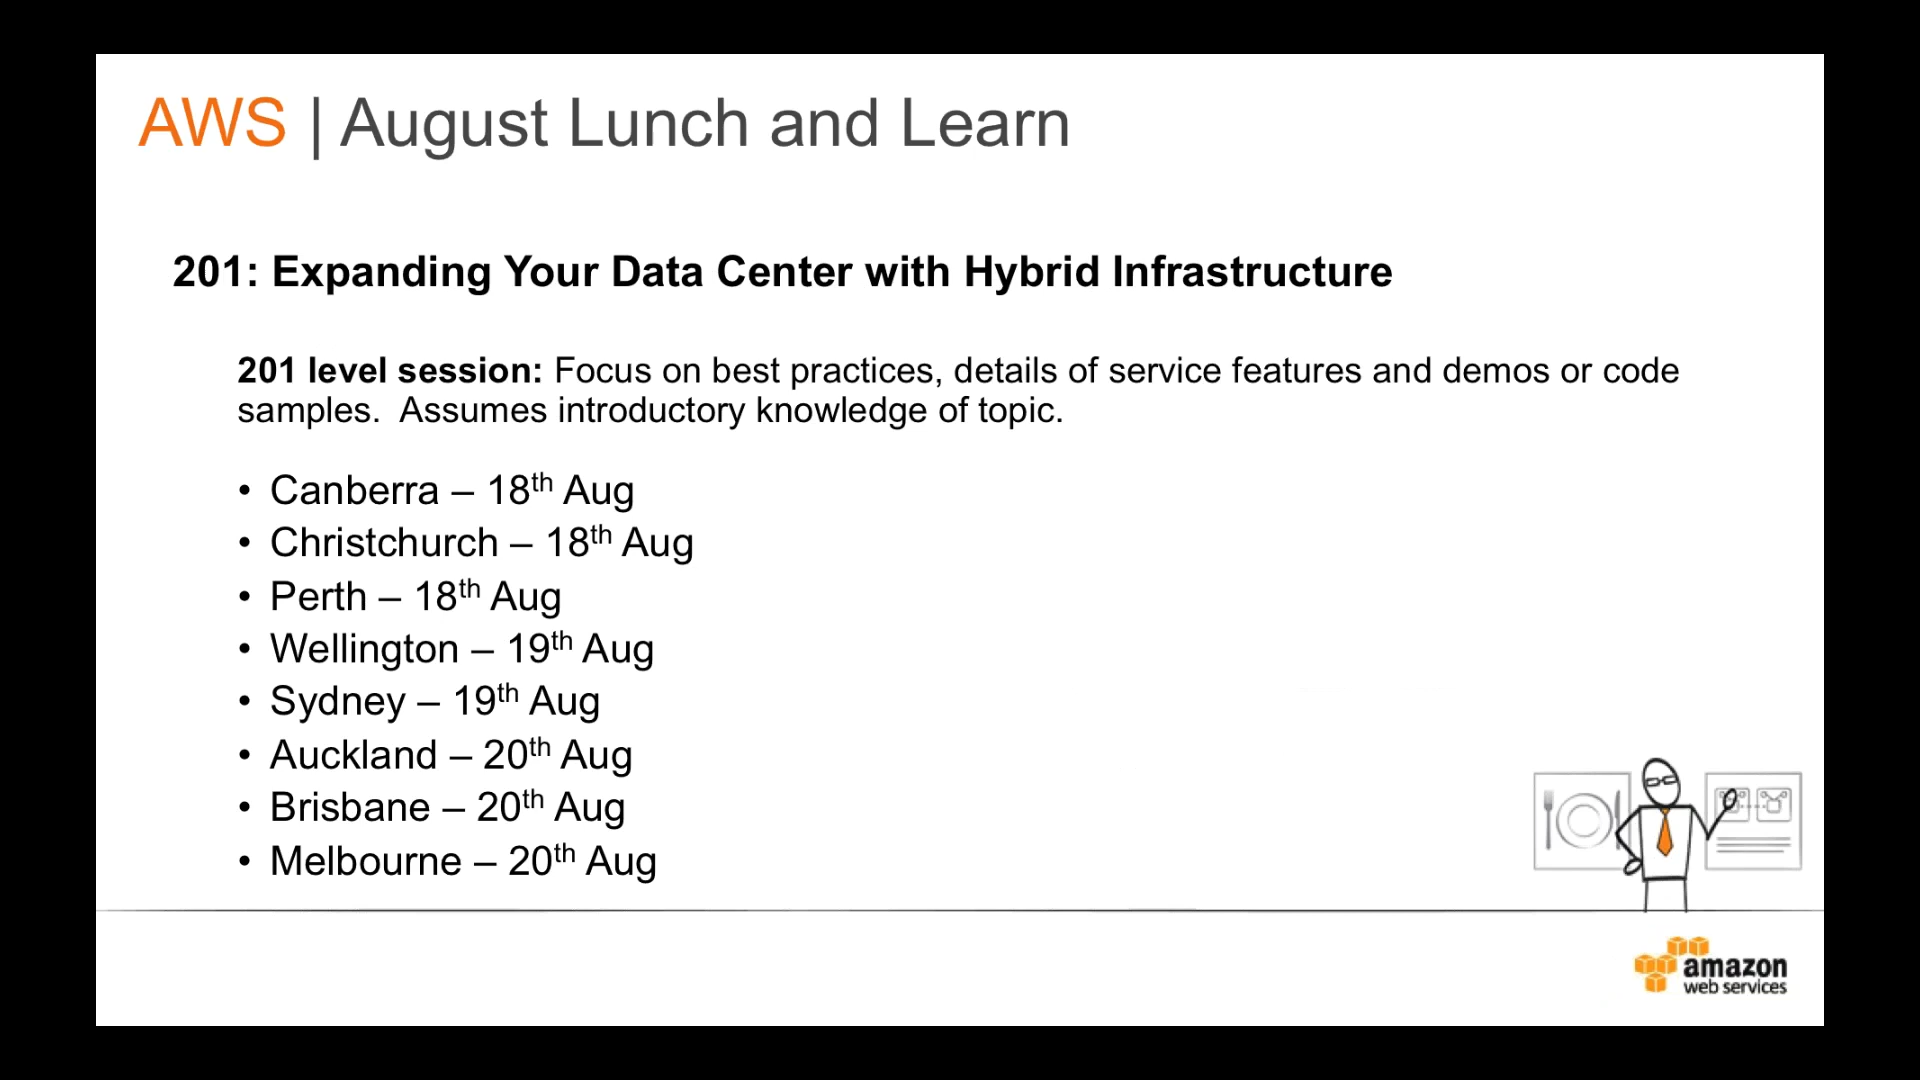 AWS | August Lunch and Learn
201: Expanding Your Data Center with Hybrid Infrastructure
201 level session: Focus on best practices, details of service features and demos or code
samples.  Assumes introductory knowledge of topic.
• Canberra – 18th Aug
• Christchurch – 18th Aug
• Perth – 18th Aug
• Wellington – 19th Aug
• Sydney – 19th Aug
• Auckland – 20th Aug
• Brisbane – 20th Aug
• Melbourne – 20th Aug
amazon
web services